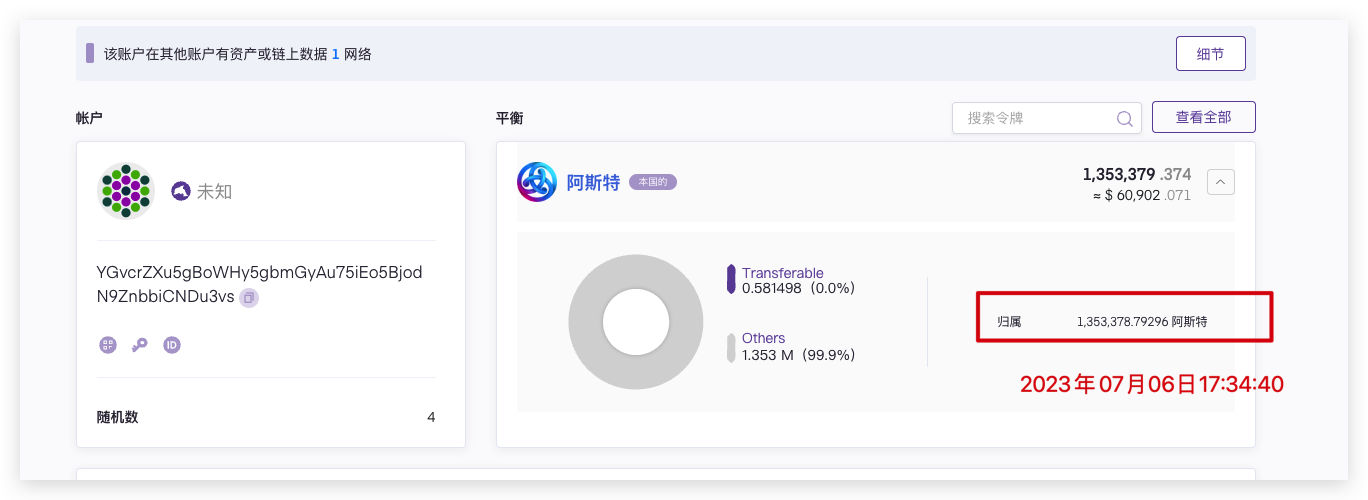 该账户在其他账户有资产或链上数据 1 网络
细节
帐户
平衡
搜索令牌
查看全部
未知
YGvcrZXu5gBoWHy5gbmGyAu75iEo5Bjod
N9ZnbbiCNDu3vs
ID
随机数 4
阿斯特 本国的
1,353,379 .374
≈ $ 60,902 .071
Transferable
0.581498 (0.0%)
Others
1.353 M (99.9%)
归属 1,353,378.79296 阿斯特
2023年07月06日17:34:40